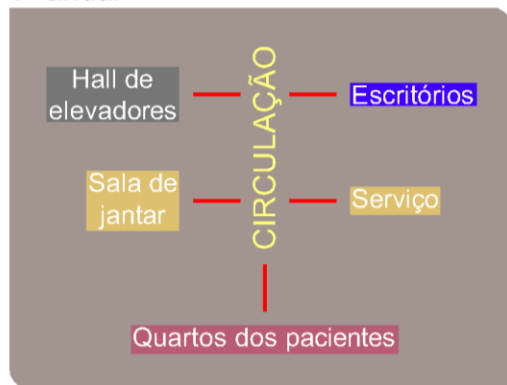 Hall de
elevadores
CIRCULAÇÃO
Escritórios
Sala de
jantar
Serviço
Quartos dos pacientes